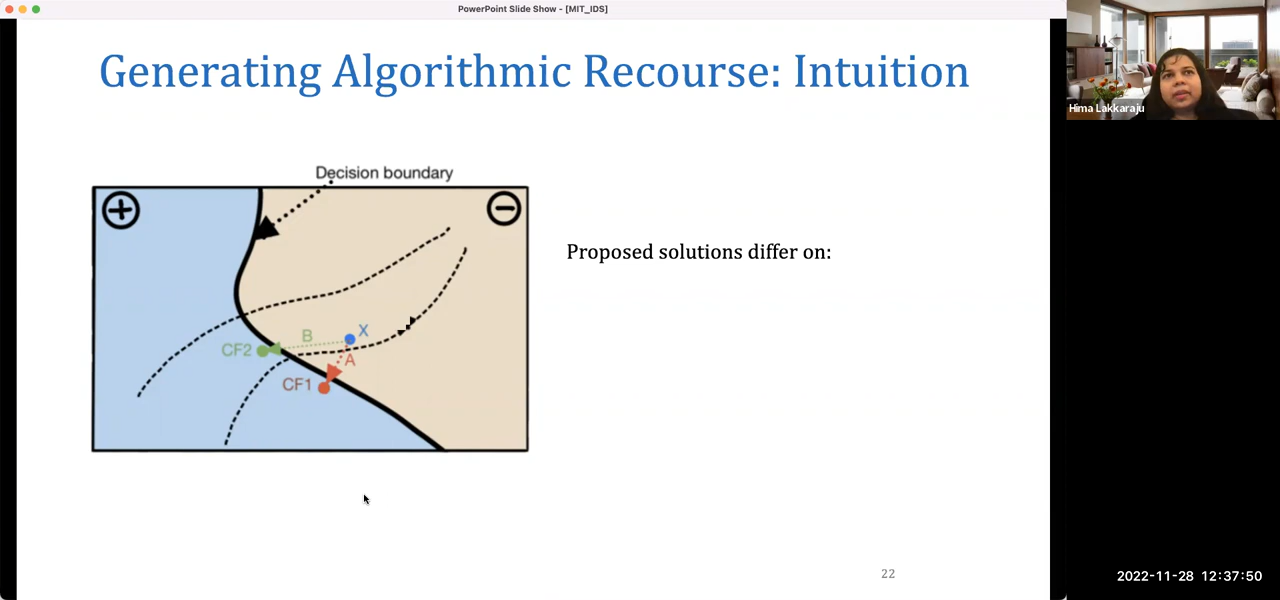 PowerPoint Slide Show - [MIT_IDS]
Generating Algorithmic Recourse: Intuition
Hima Lakkaraju
Decision boundary
+
−
Proposed solutions differ on:
B
X
CF2
A
CF1
22
2022-11-28 12:37:50